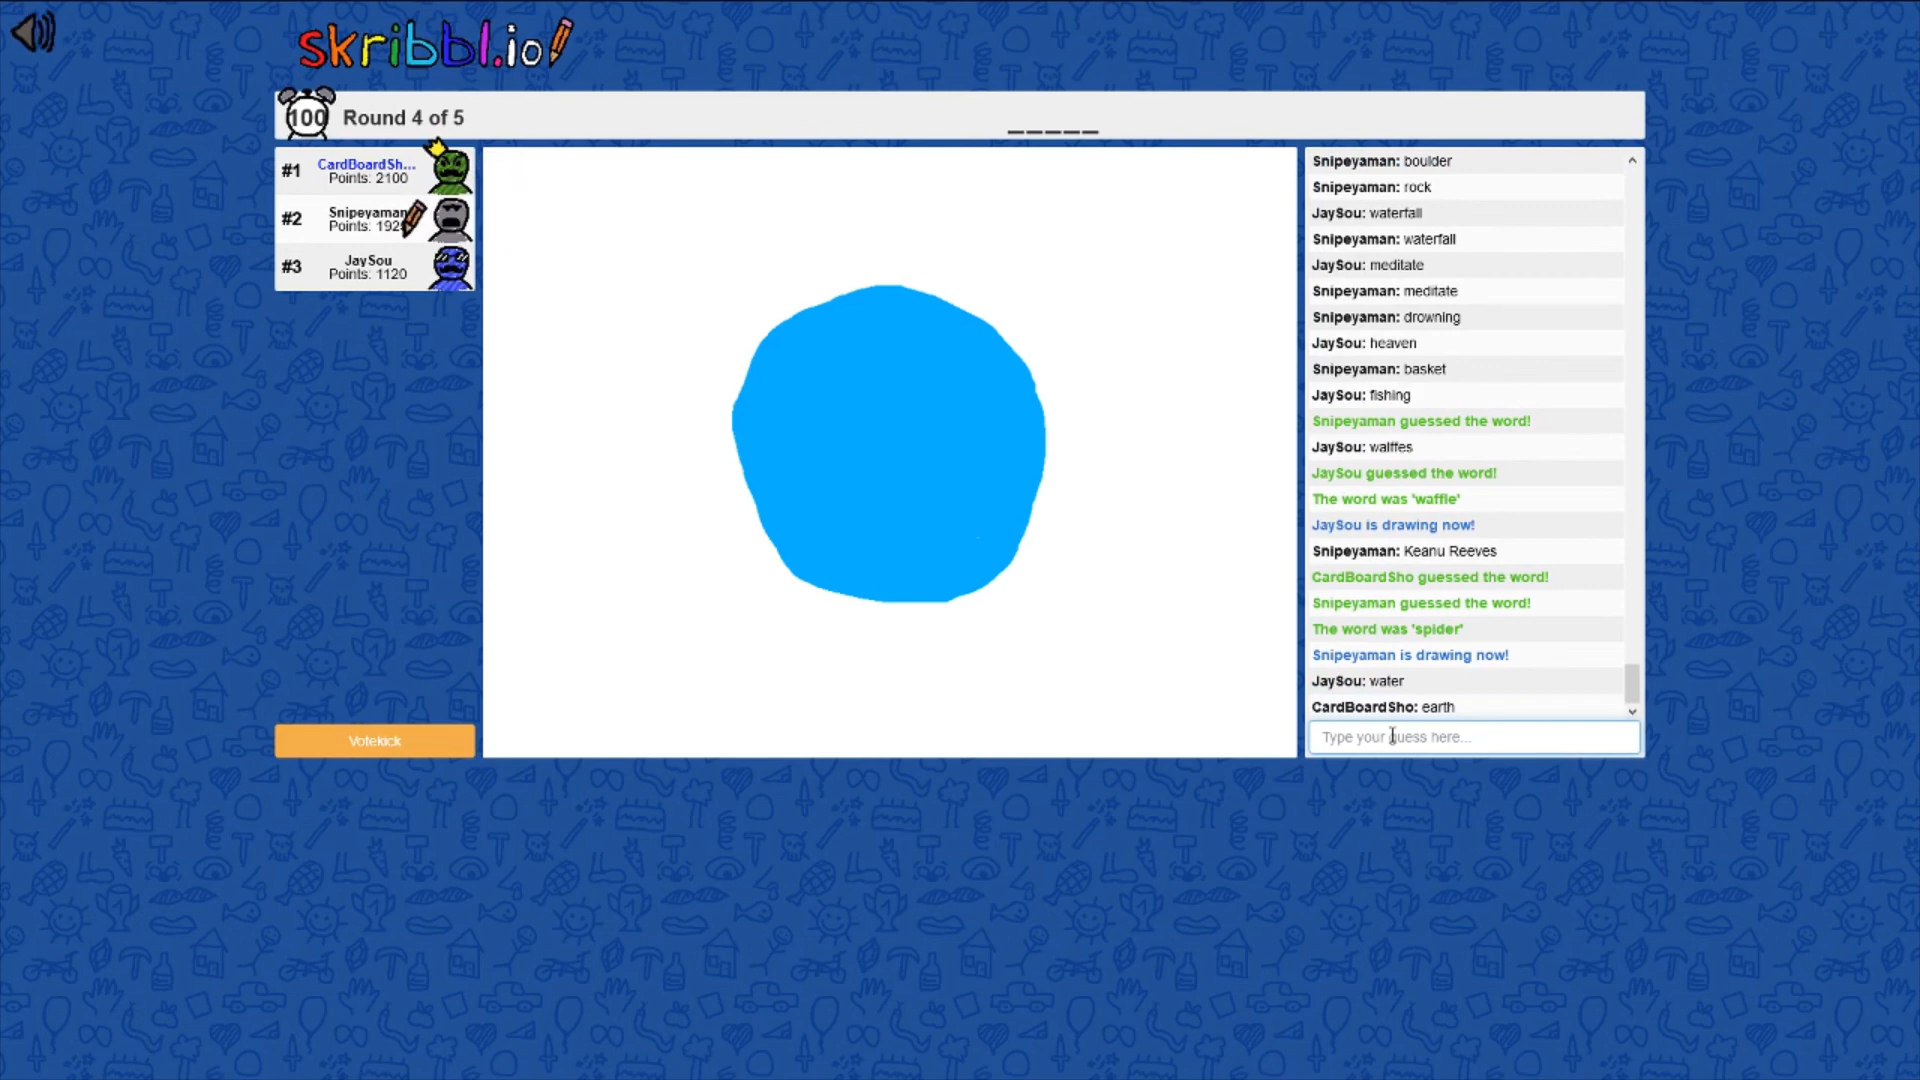 skribbl.io
100 Round 4 of 5
_ _ _ _ _
#1 CardBoardSh...
Points: 2100
#2 Snipeyaman
Points: 192
#3 JaySou
Points: 1120
Votekick
Snipeyaman: boulder
Snipeyaman: rock
JaySou: waterfall
Snipeyaman: waterfall
JaySou: meditate
Snipeyaman: meditate
Snipeyaman: drowning
JaySou: heaven
Snipeyaman: basket
JaySou: fishing
Snipeyaman guessed the word!
JaySou: walffes
JaySou guessed the word!
The word was 'waffle'
JaySou is drawing now!
Snipeyaman: Keanu Reeves
CardBoardSho guessed the word!
Snipeyaman guessed the word!
The word was 'spider'
Snipeyaman is drawing now!
JaySou: water
CardBoardSho: earth
Type your guess here...